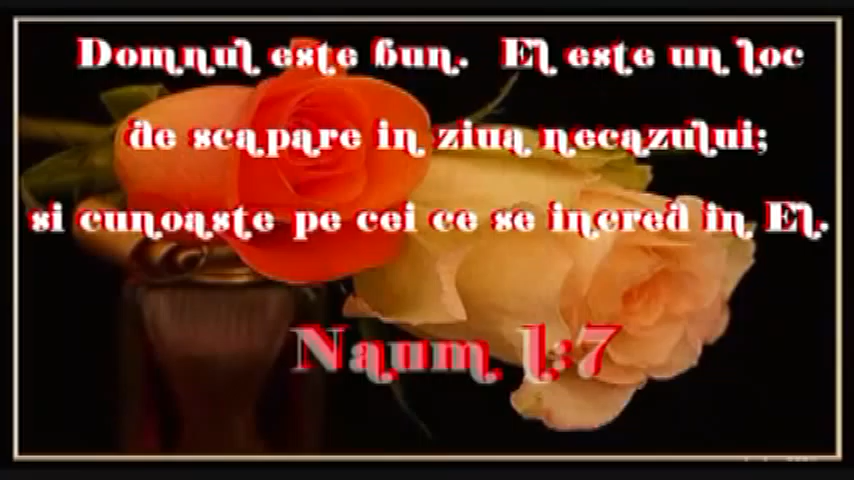 Domnul este bun. El este un loc
de scapare in ziua necazului;
si cunoaste pe cei ce se incred in El.
Naum 1:7